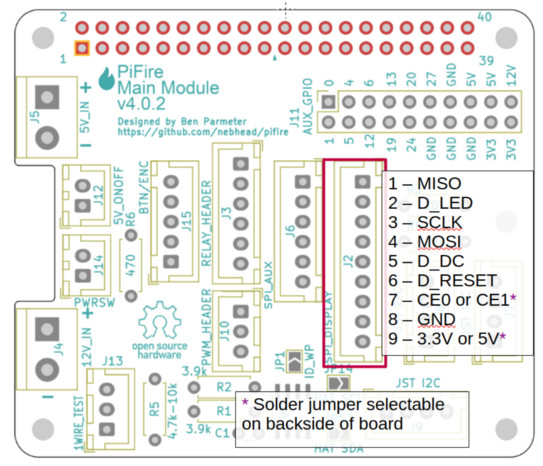 2
40
1
39
PiFire
Main Module
v4.0.2
Designed by Ben Parmeter
https://github.com/nebhead/pifire
J11
AUX_GPIO
0 4 6 13 20 27 GND 5V 5V 12V
1 5 12 19 24 GND GND GND 3V3 3V3
J5
+
5V_IN
−
J12
5V_ONOFF
J14
PWRSW
R6
470
BTN/ENC
J15
RELAY_HEADER
J3
J6
SPI_AUX
J2
SPI_DISPLAY
1 – MISO
2 – D_LED
3 – SCLK
4 – MOSI
5 – D_DC
6 – D_RESET
7 – CE0 or CE1*
8 – GND
9 – 3.3V or 5V*
J4
+
12V_IN
−
open source
hardware
PWM_HEADER
J10
JP1
ID_WP
JP14
J13
1WIRE_TEST
R5
4.7k-10k
3.9k
R2
R1
3.9k
C1
JST I2C
J9
* Solder jumper selectable
on backside of board
HAT SDA